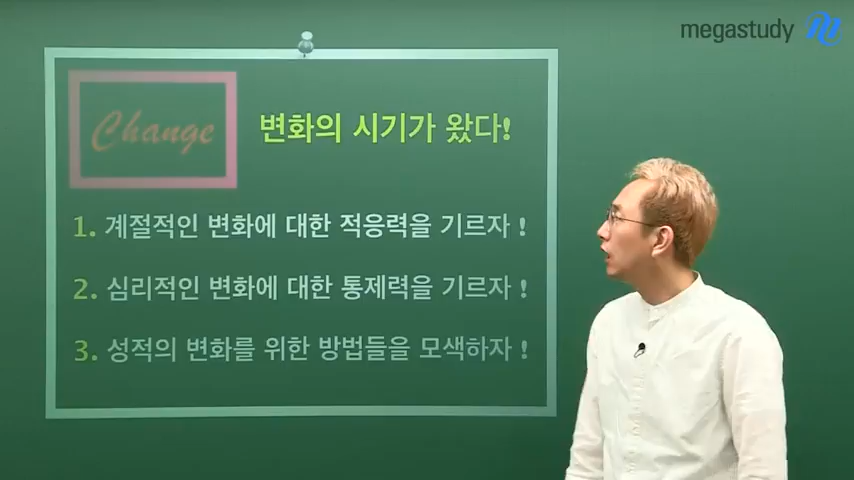 megastudy
Change
변화의 시기가 왔다!
1. 계절적인 변화에 대한 적응력을 기르자 !
2. 심리적인 변화에 대한 통제력을 기르자 !
3. 성적의 변화를 위한 방법들을 모색하자 !